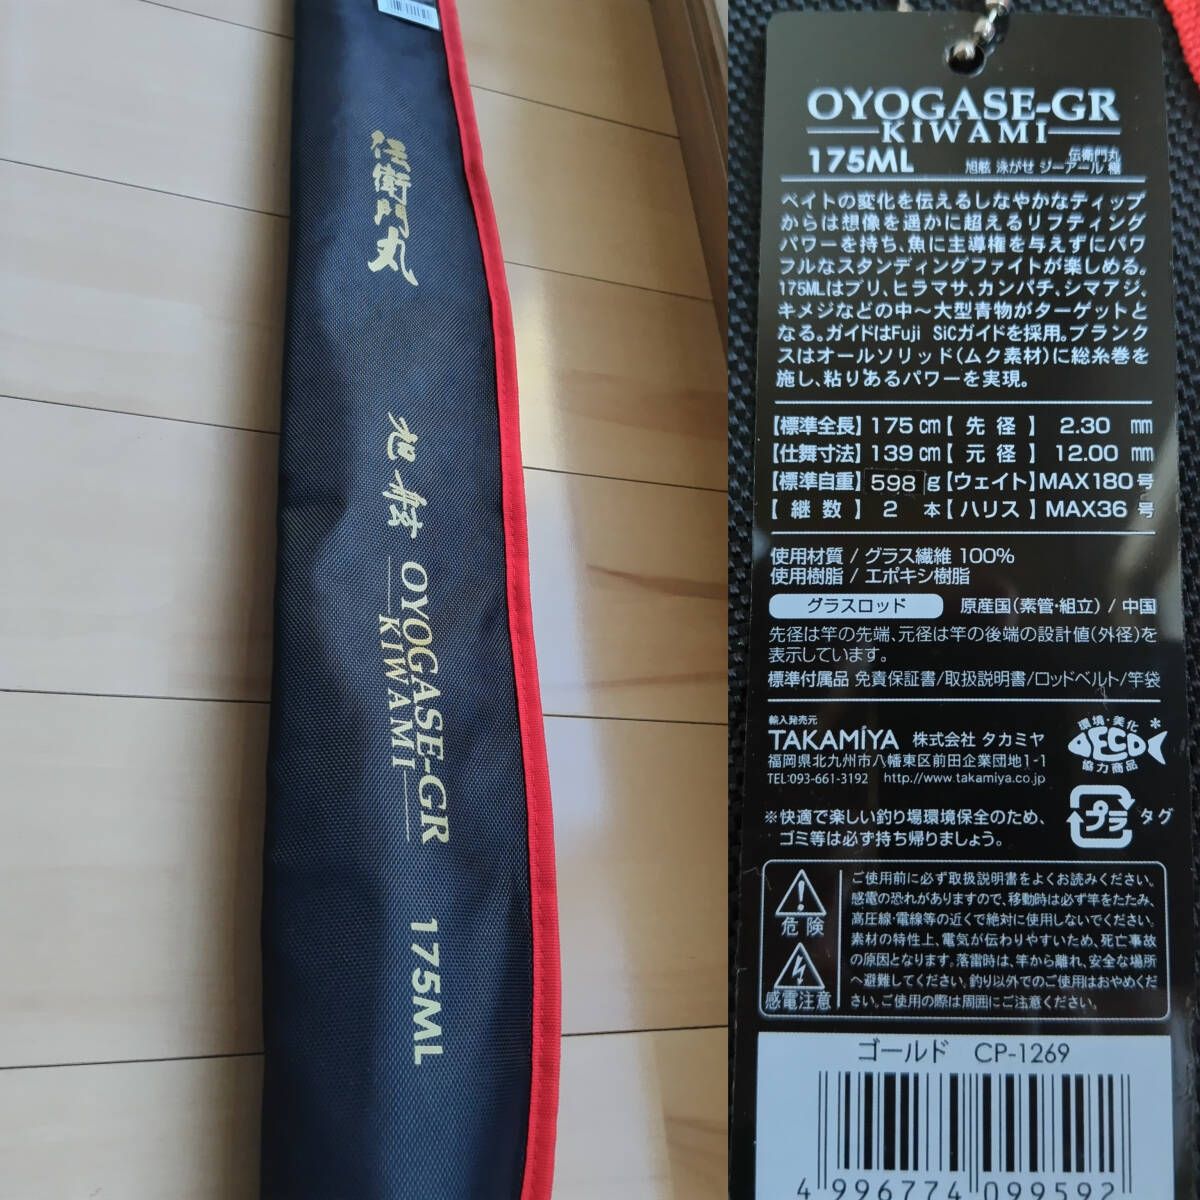 伝衛門丸
旭舷 OYOGASE-GR
KIWAMI
175ML
OYOGASE-GR
KIWAMI
175ML 旭舷 泳がせ ジーアール 極 伝衛門丸
ベイトの変化を伝えるしなやかなティップ
からは想像を遥かに超えるリフティング
パワーを持ち、魚に主導権を与えずにパワ
フルなスタンディングファイトが楽しめる。
175MLはブリ、ヒラマサ、カンパチ、シマアジ、
キメジなどの中〜大型青物がターゲットと
なる。ガイドはFuji SiCガイドを採用。ブランク
スはオールソリッド(ムク素材)に総糸巻を
施し、粘りあるパワーを実現。
【標準全長】175cm【先径】2.30mm
【仕舞寸法】139cm【元径】12.00mm
【標準自重】598g【ウェイト】MAX180号
【継数】2本【ハリス】MAX36号
使用材質 / グラス繊維 100%
使用樹脂 / エポキシ樹脂
グラスロッド 原産国(素管・組立) / 中国
先径は竿の先端、元径は竿の後端の設計値(外径)を
表示しています。
標準付属品 免責保証書/取扱説明書/ロッドベルト/竿袋
輸入発売元
TAKAMIYA 株式会社 タカミヤ
福岡県北九州市八幡東区前田企業団地1-1
TEL:093-661-3192 http://www.takamiya.co.jp
環境・美化
ECO
協力商品
*
※快適で楽しい釣り場環境保全のため、
ゴミ等は必ず持ち帰りましょう。
プラ タグ
危険
感電注意
ご使用前に必ず取扱説明書をよくお読みください。
感電の恐れがありますので、移動時は必ず竿をたたみ、
高圧線・電線等の近くで絶対に使用しないでください。
素材の特性上、電気が伝わりやすいため、死亡事故
の原因となります。落雷時は、竿から離れ、安全な場所
へ避難してください。釣り以外でのご使用はおやめくだ
さい。ご使用の際は周囲にご注意ください。
ゴールド CP-1269
4 996774 099592